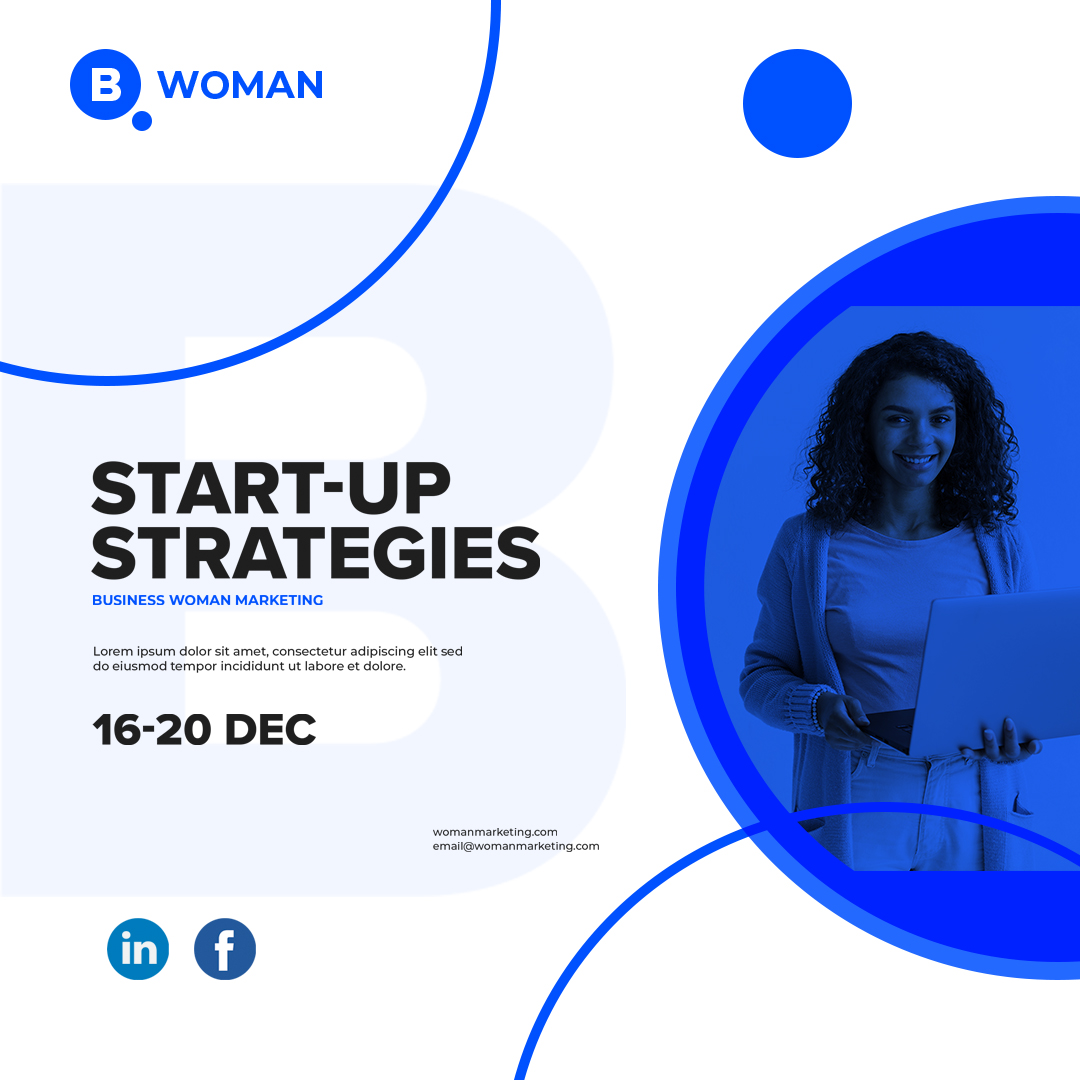 B WOMAN
START-UP
STRATEGIES
BUSINESS WOMAN MARKETING
Lorem ipsum dolor sit amet, consectetur adipiscing elit sed
do eiusmod tempor incididunt ut labore et dolore.
16-20 DEC
womanmarketing.com
email@womanmarketing.com
in f